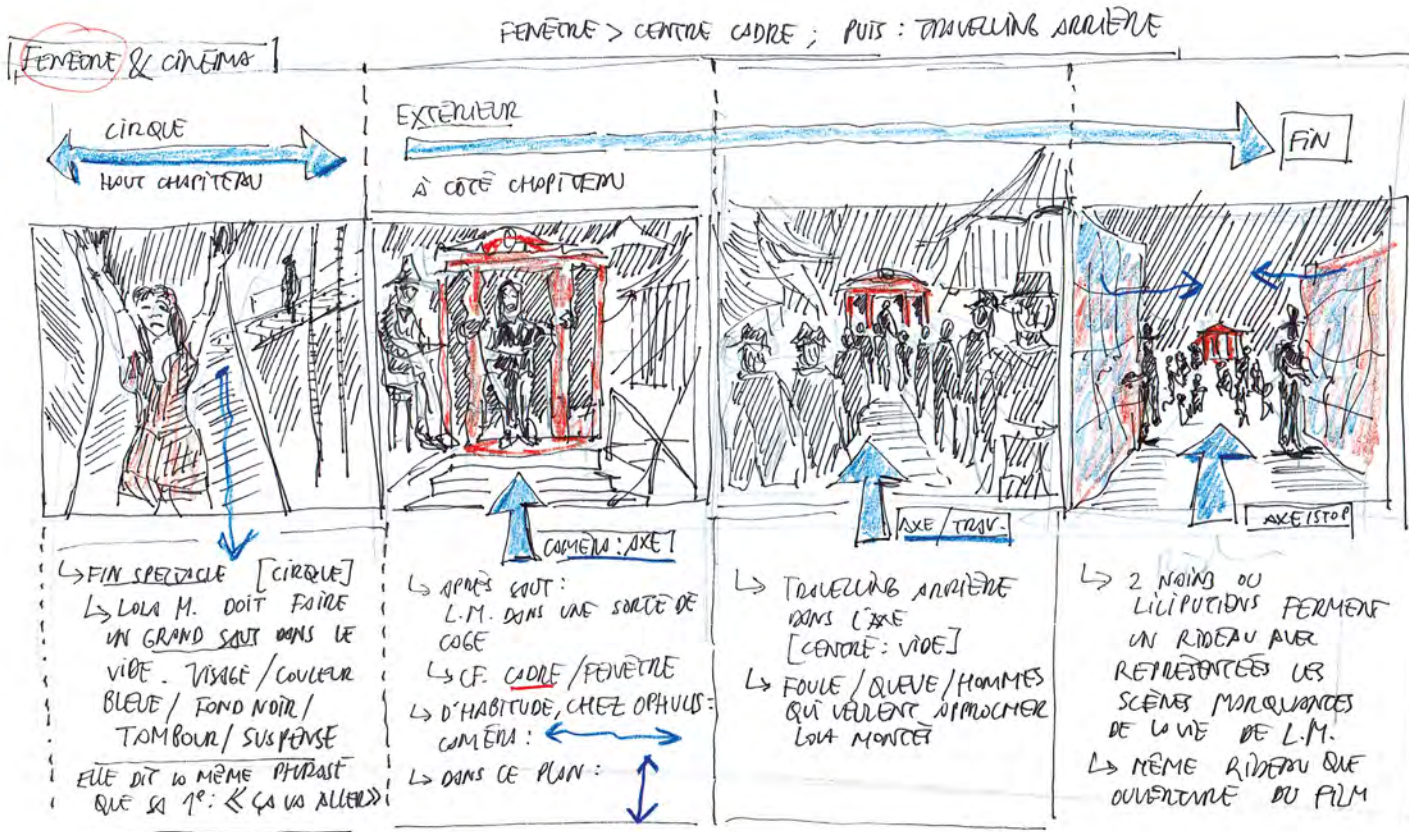 FENÊTRE > CENTRE CADRE ; PUIS : TRAVELLING ARRIÈRE
FENÊTRE & CINÉMA
CIRQUE
HAUT CHAPITEAU
EXTÉRIEUR
À CÔTÉ CHAPITEAU
FIN
CAMÉRA : AXE
AXE / TRAV.
AXE / STOP
↳ FIN SPECTACLE [CIRQUE]
↳ LOLA M. DOIT FAIRE
UN GRAND SAUT DANS LE
VIDE. VISAGE / COULEUR
BLEUE / FOND NOIR /
TAMBOUR / SUSPENSE
ELLE DIT LA MÊME PHRASE
QUE SA 1e : « ÇA VA ALLER »
↳ APRÈS SAUT :
L.M. DANS UNE SORTE DE
CAGE
↳ CF. CADRE / FENÊTRE
↳ D'HABITUDE, CHEZ OPHULS :
CAMÉRA :
↳ DANS CE PLAN :
↳ TRAVELLING ARRIÈRE
DANS L'AXE
[CENTRE : VIDE]
↳ FOULE / QUEUE / HOMMES
QUI VEULENT APPROCHER
LOLA MONTÈS
↳ 2 NAINS OU
LILIPUTIENS FERMENT
UN RIDEAU AVEC
REPRÉSENTÉES LES
SCÈNES MARQUANTES
DE LA VIE DE L.M.
↳ MÊME RIDEAU QUE
OUVERTURE DU FILM